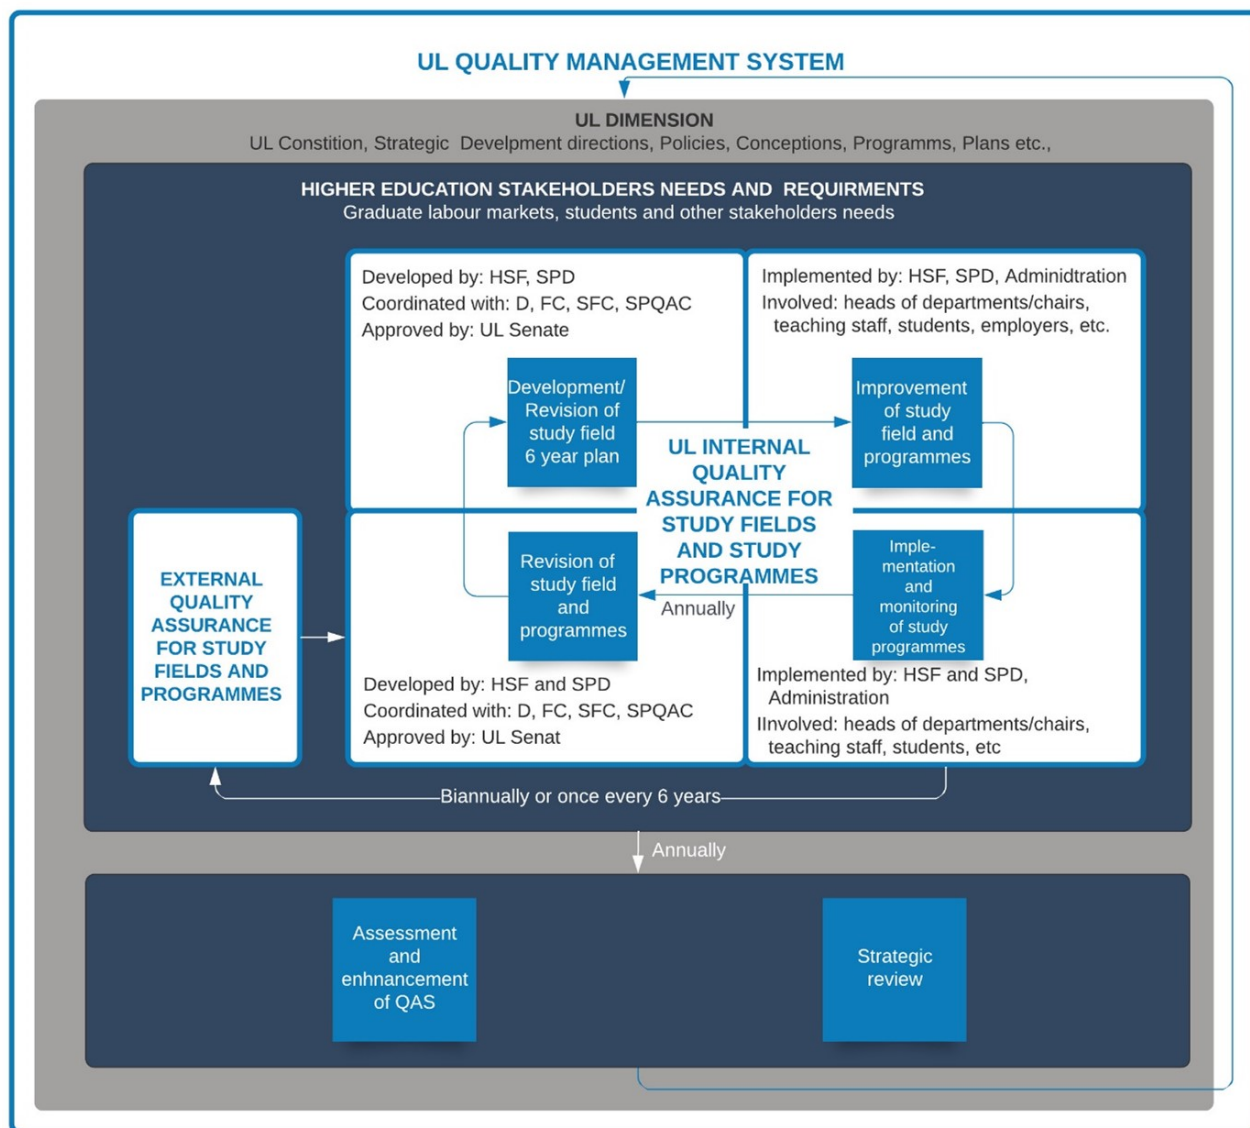 UL QUALITY MANAGEMENT SYSTEM
UL DIMENSION
UL Constition, Strategic Develpment directions, Policies, Conceptions, Programms, Plans etc.,
HIGHER EDUCATION STAKEHOLDERS NEEDS AND REQUIRMENTS
Graduate labour markets, students and other stakeholders needs
Developed by: HSF, SPD
Coordinated with: D, FC, SFC, SPQAC
Approved by: UL Senate
Development/
Revision of
study field
6 year plan
Implemented by: HSF, SPD, Adminidtration
Involved: heads of departments/chairs,
teaching staff, students, employers, etc.
Improvement
of study
field and
programmes
UL INTERNAL
QUALITY
ASSURANCE FOR
STUDY FIELDS
AND STUDY
PROGRAMMES
EXTERNAL
QUALITY
ASSURANCE
FOR STUDY
FIELDS AND
PROGRAMMES
Revision of
study field
and
programmes
Annually
Imple-
mentation
and
monitoring
of study
programmes
Developed by: HSF and SPD
Coordinated with: D, FC, SFC, SPQAC
Approved by: UL Senat
Implemented by: HSF and SPD,
Administration
IInvolved: heads of departments/chairs,
teaching staff, students, etc
Biannually or once every 6 years
Annually
Assessment
and
enhnancement
of QAS
Strategic
review